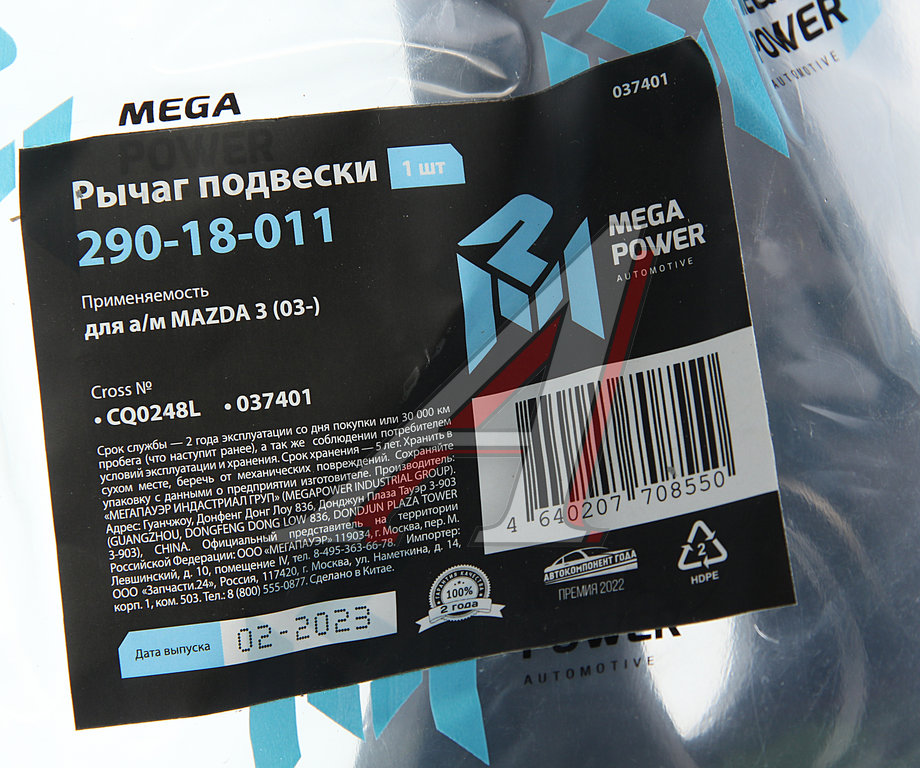 MEGA
POWER
POWER
AUTOMOTIVE
037401
Рычаг подвески 1 шт
290-18-011
MEGA
POWER
AUTOMOTIVE
Применяемость
для а/м MAZDA 3 (03-)
Cross №
• CQ0248L • 037401
Срок службы — 2 года эксплуатации со дня покупки или 30 000 км
пробега (что наступит ранее), а так же соблюдении потребителем
условий эксплуатации и хранения. Срок хранения — 5 лет. Хранить в
сухом месте, беречь от механических повреждений. Сохраняйте
упаковку с данными о предприятии изготовителе. Производитель:
«МЕГАПАУЭР ИНДАСТРИАЛ ГРУП» (MEGAPOWER INDUSTRIAL GROUP).
Адрес: Гуанчжоу, Донфенг Донг Лоу 836, Донджун Плаза Тауэр 3-903
(GUANGZHOU, DONGFENG DONG LOW 836, DONGJUN PLAZA TOWER
3-903), CHINA. Официальный представитель на территории
Российской Федерации: ООО «МЕГАПАУЭР» 119034, г. Москва, пер. М.
Левшинский, д. 10, помещение IV, тел. 8-495-363-66-78. Импортер:
ООО «Запчасти.24», Россия, 117420, г. Москва, ул. Наметкина, д. 14,
корп. 1, ком. 503. Тел.: 8 (800) 555-0877. Сделано в Китае.
4 640207 708550
Дата выпуска 02-2023
ГАРАНТИЯ КАЧЕСТВА
100%
2 года
АВТОКОМПОНЕНТ ГОДА
ПРЕМИЯ 2022
2
HDPE
POWER
AUTOMOTIVE